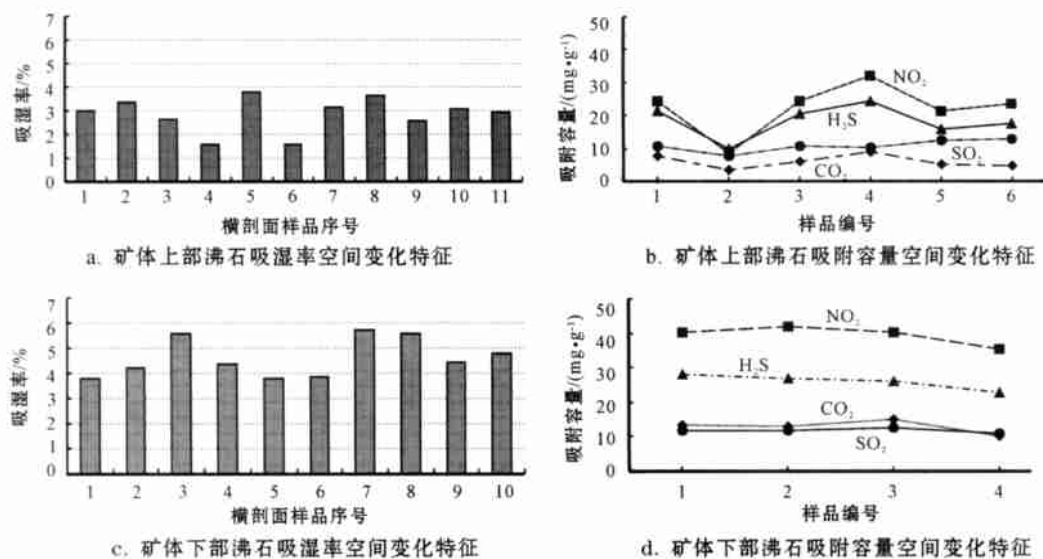 7
6
5
4
3
2
1
0
吸湿率/%
1 2 3 4 5 6 7 8 9 10 11
横剖面样品序号
a. 矿体上部沸石吸湿率空间变化特征
50
40
30
20
10
0
吸附容量/(mg•g⁻¹)
NO₂
H₂S
SO₂
CO₂
1 2 3 4 5 6
样品编号
b. 矿体上部沸石吸附容量空间变化特征
7
6
5
4
3
2
1
0
吸湿率/%
1 2 3 4 5 6 7 8 9 10
横剖面样品序号
c. 矿体下部沸石吸湿率空间变化特征
50
40
30
20
10
0
吸附容量/(mg•g⁻¹)
NO₂
H₂S
CO₂
SO₂
1 2 3 4
样品编号
d. 矿体下部沸石吸附容量空间变化特征